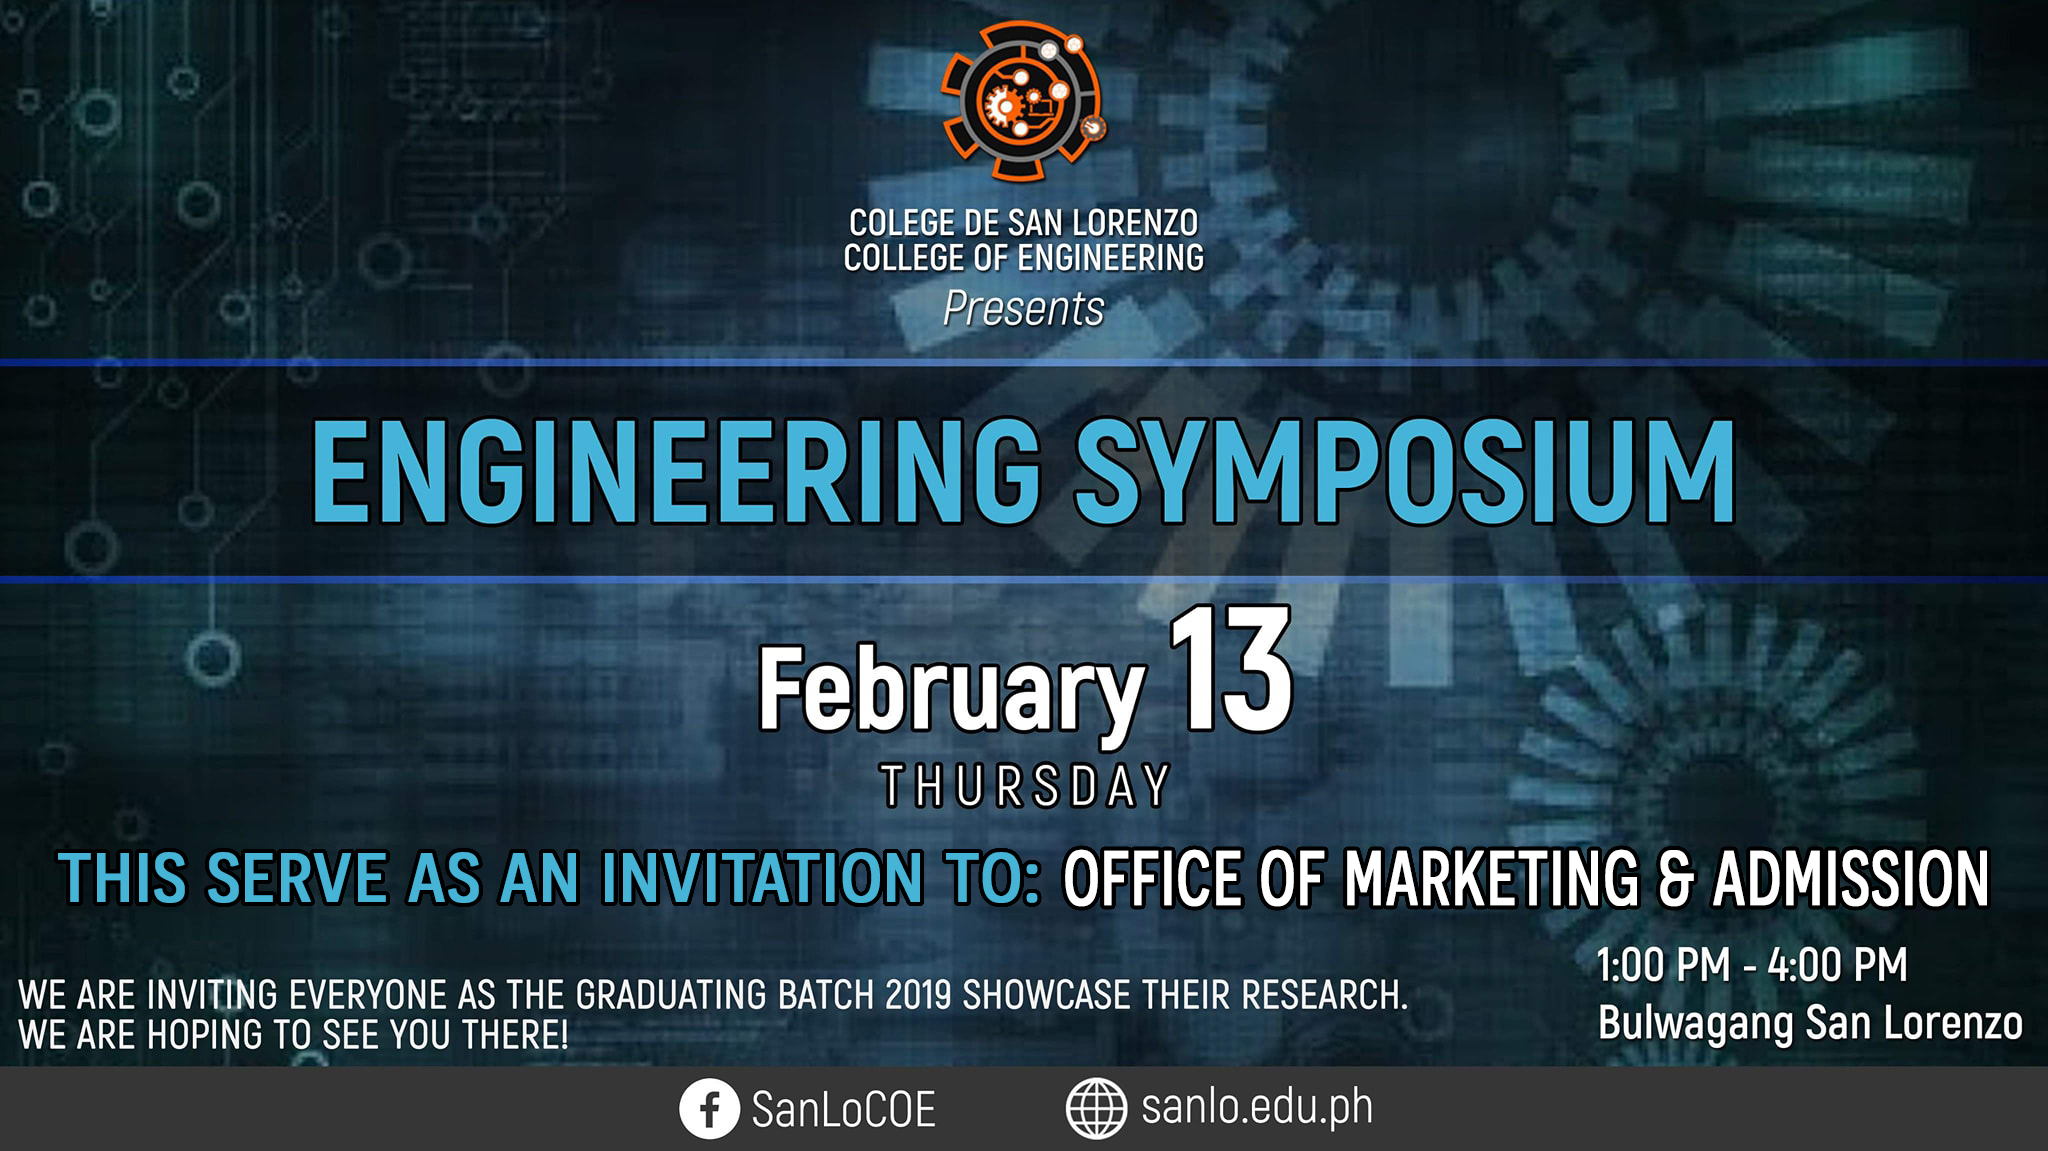 COLEGE DE SAN LORENZO
COLLEGE OF ENGINEERING
Presents
ENGINEERING SYMPOSIUM
February 13
THURSDAY
THIS SERVE AS AN INVITATION TO: OFFICE OF MARKETING & ADMISSION
WE ARE INVITING EVERYONE AS THE GRADUATING BATCH 2019 SHOWCASE THEIR RESEARCH.
WE ARE HOPING TO SEE YOU THERE!
1:00 PM - 4:00 PM
Bulwagang San Lorenzo
SanLoCOE
sanlo.edu.ph